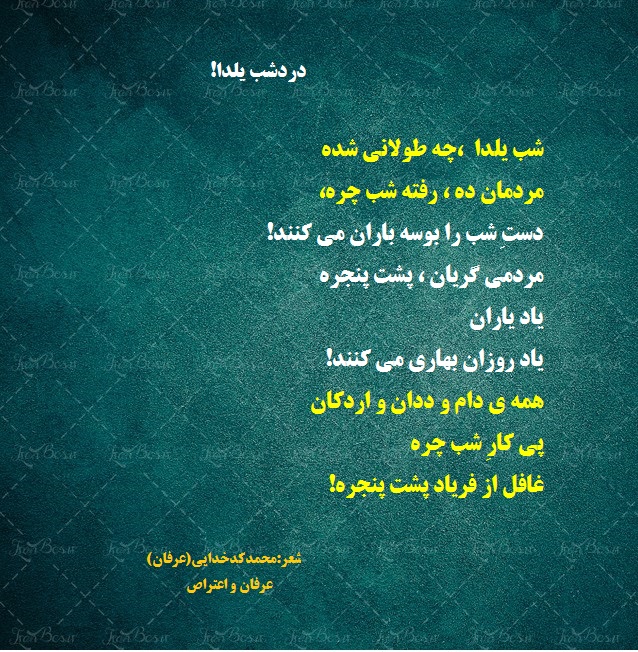 دردشب یلدا!
شب یلدا ،چه طولانی شده
مردمان ده ، رفته شب چره،
دستِ شب را بوسه باران می کنند!
مردمی گریان ، پشت پنجره
یاد یاران
یاد روزان بهاری می کنند!
همه ی دام و ددان و اردکان
پی کارِ شب چره
غافل از فریاد پشت پنجره!
شعر:محمدکدخدایی(عرفان)
عرفان و اعتراض